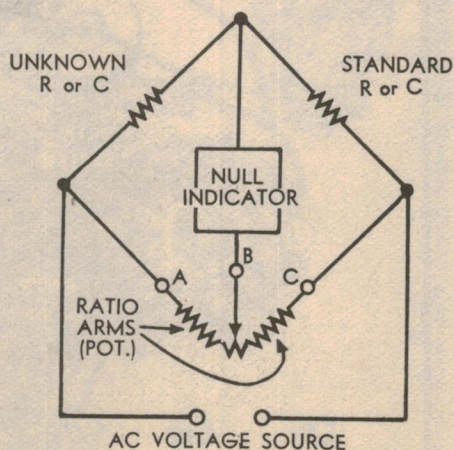 UNKNOWN
R or C
STANDARD
R or C
NULL
INDICATOR
B
A
C
RATIO
ARMS
(POT.)
AC VOLTAGE SOURCE